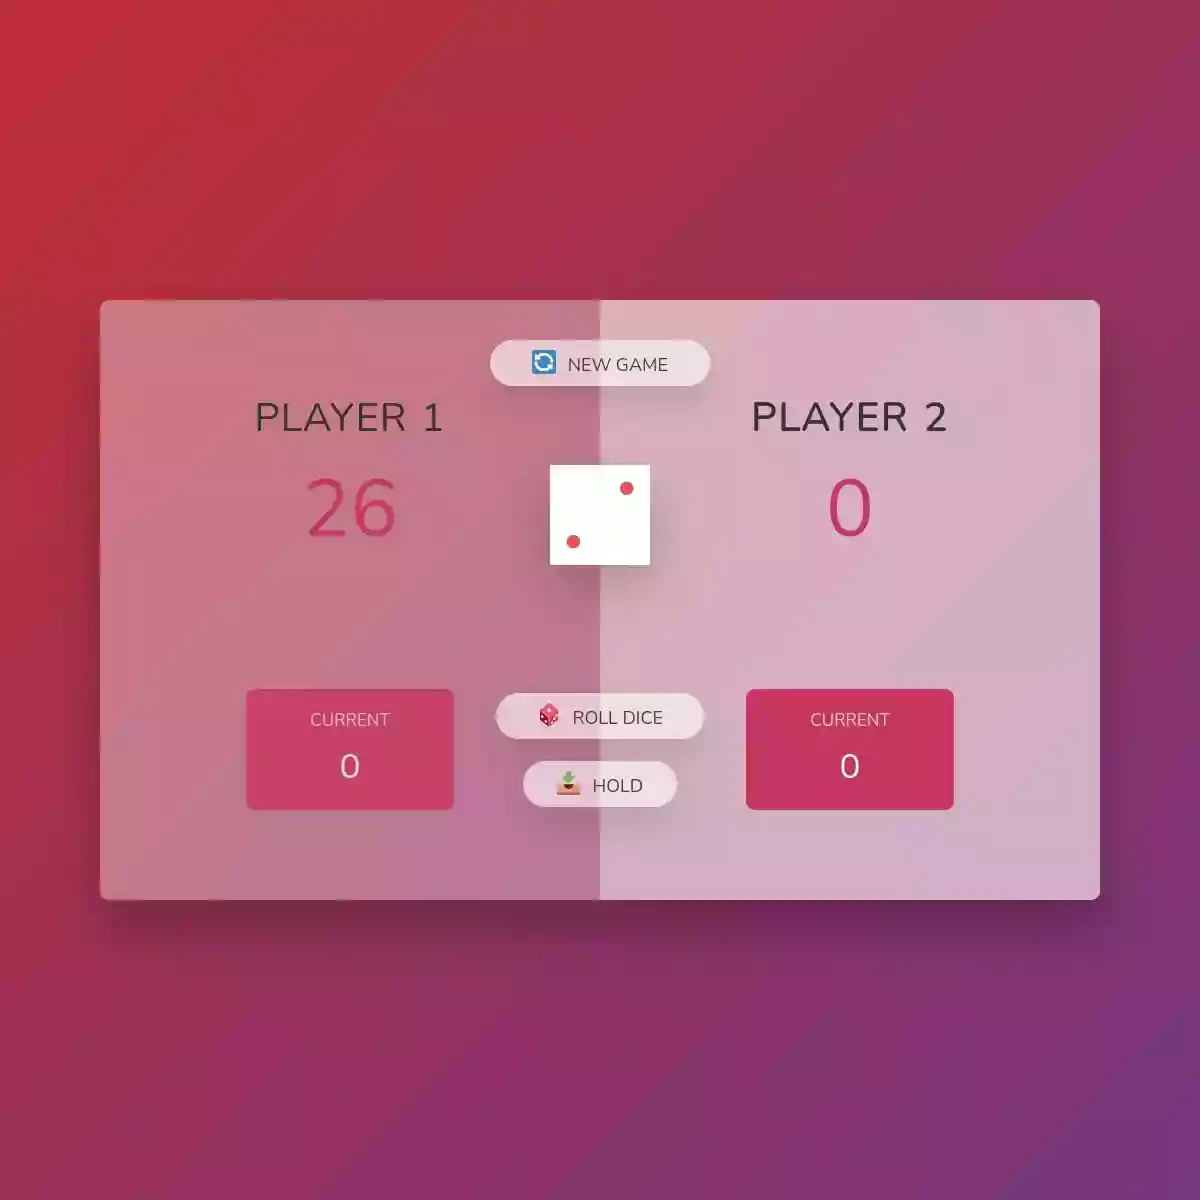 NEW GAME
PLAYER 1
26
CURRENT
0
PLAYER 2
0
CURRENT
0
ROLL DICE
HOLD